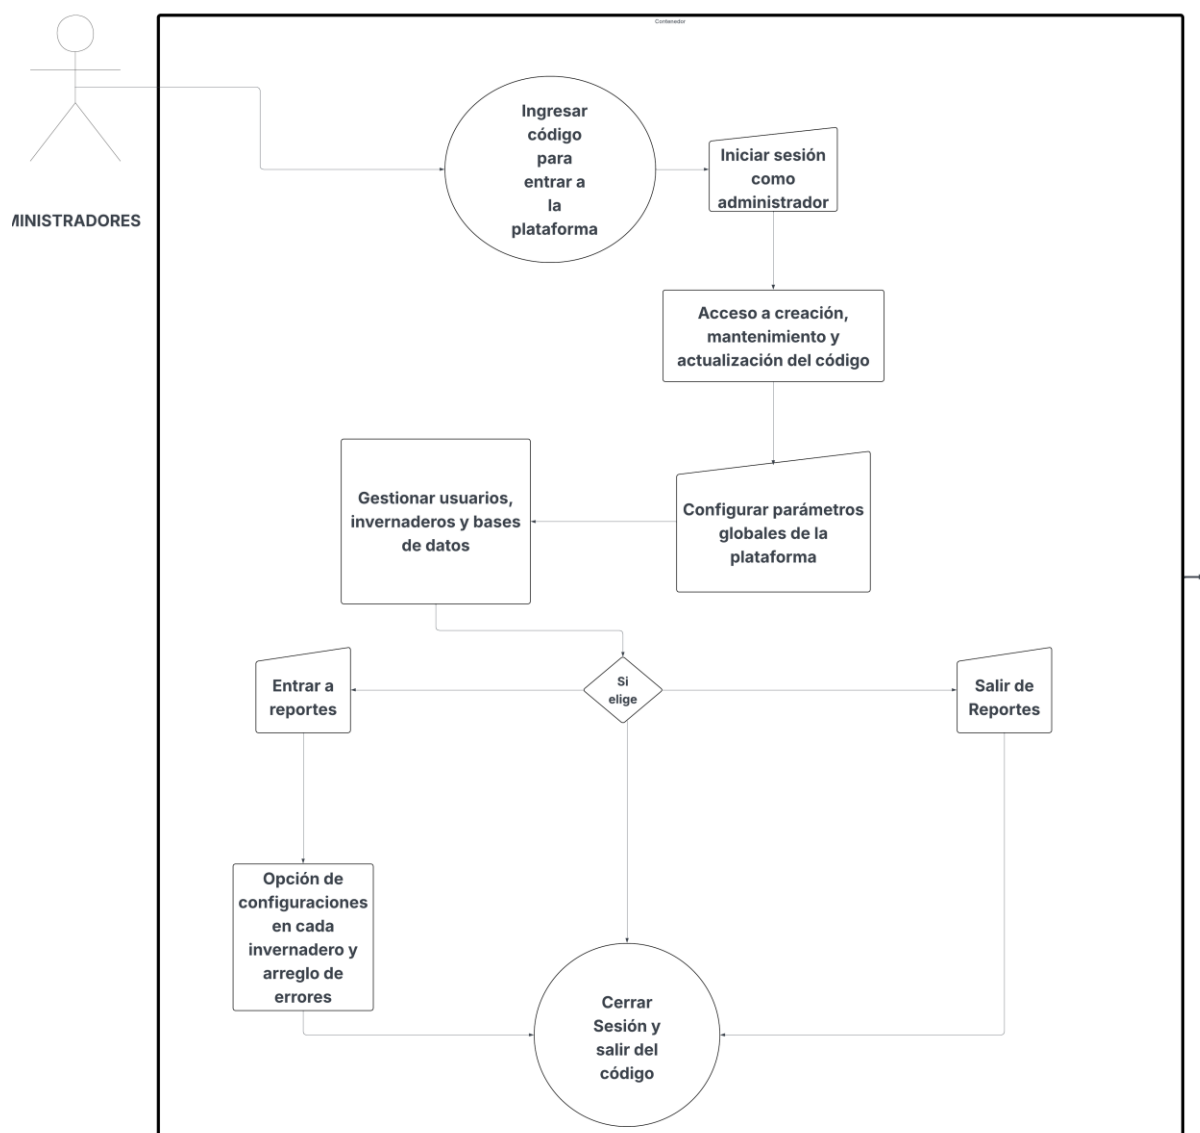 Contenedor
Ingresar
código
para
entrar a
la
plataforma
Iniciar sesión
como
administrador
MINISTRADORES
Acceso a creación,
mantenimiento y
actualización del código
Gestionar usuarios,
invernaderos y bases
de datos
Configurar parámetros
globales de la
plataforma
Entrar a
reportes
Si
elige
Salir de
Reportes
Opción de
configuraciones
en cada
invernadero y
arreglo de
errores
Cerrar
Sesión y
salir del
código